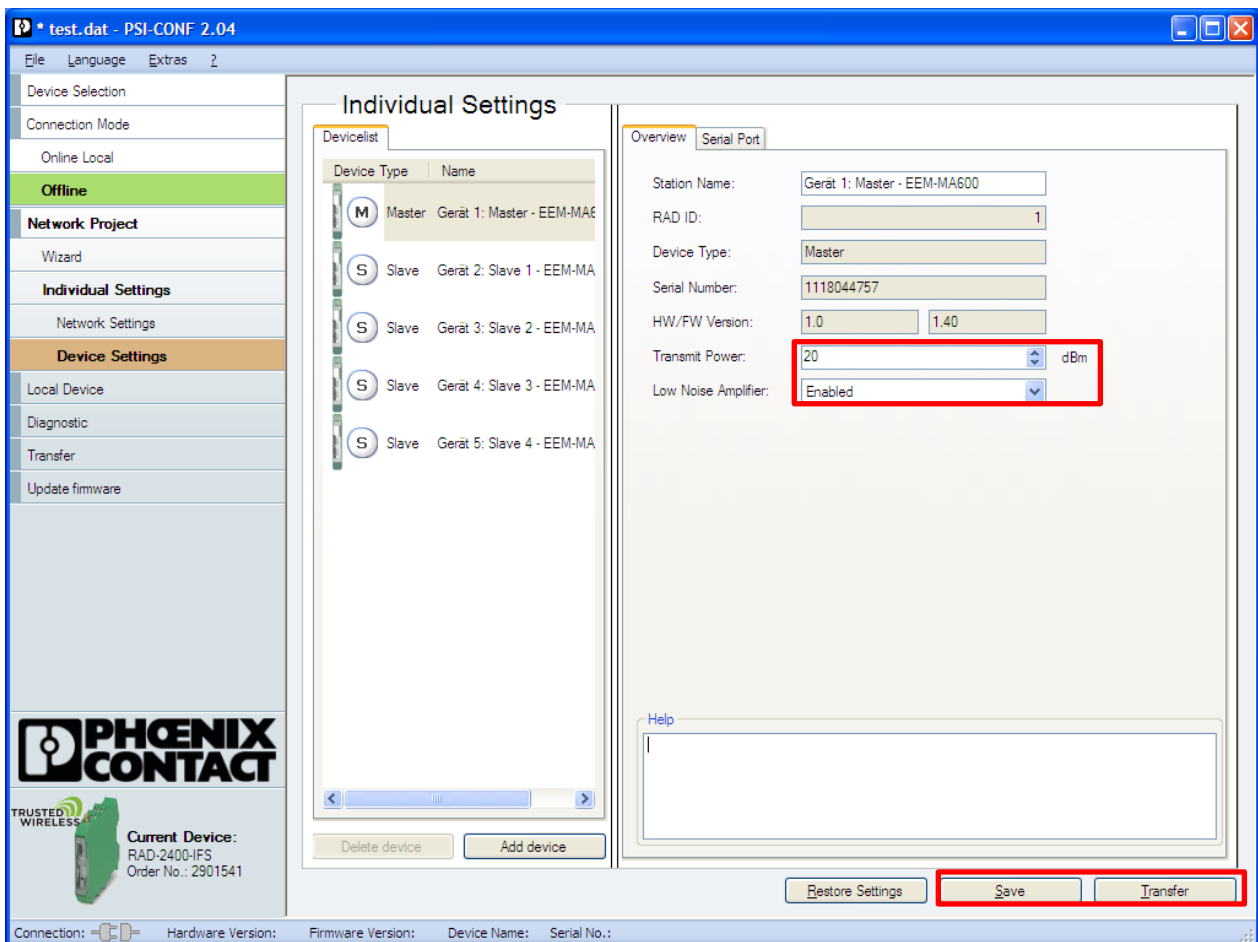 * test.dat - PSI-CONF 2.04
File Language Extras ?
Device Selection
Connection Mode
Online Local
Offline
Network Project
Wizard
Individual Settings
Network Settings
Device Settings
Local Device
Diagnostic
Transfer
Update firmware
PHŒNIX
CONTACT
TRUSTED
WIRELESS
Current Device:
RAD-2400-IFS
Order No.: 2901541
Individual Settings
Devicelist
Device Type Name
M Master Gerät 1: Master - EEM-MA6
S Slave Gerät 2: Slave 1 - EEM-MA
S Slave Gerät 3: Slave 2 - EEM-MA
S Slave Gerät 4: Slave 3 - EEM-MA
S Slave Gerät 5: Slave 4 - EEM-MA
Delete device Add device
Overview Serial Port
Station Name: Gerät 1: Master - EEM-MA600
RAD ID: 1
Device Type: Master
Serial Number: 1118044757
HW/FW Version: 1.0 1.40
Transmit Power: 20 dBm
Low Noise Amplifier: Enabled
Help
Restore Settings Save Transfer
Connection: Hardware Version: Firmware Version: Device Name: Serial No.: